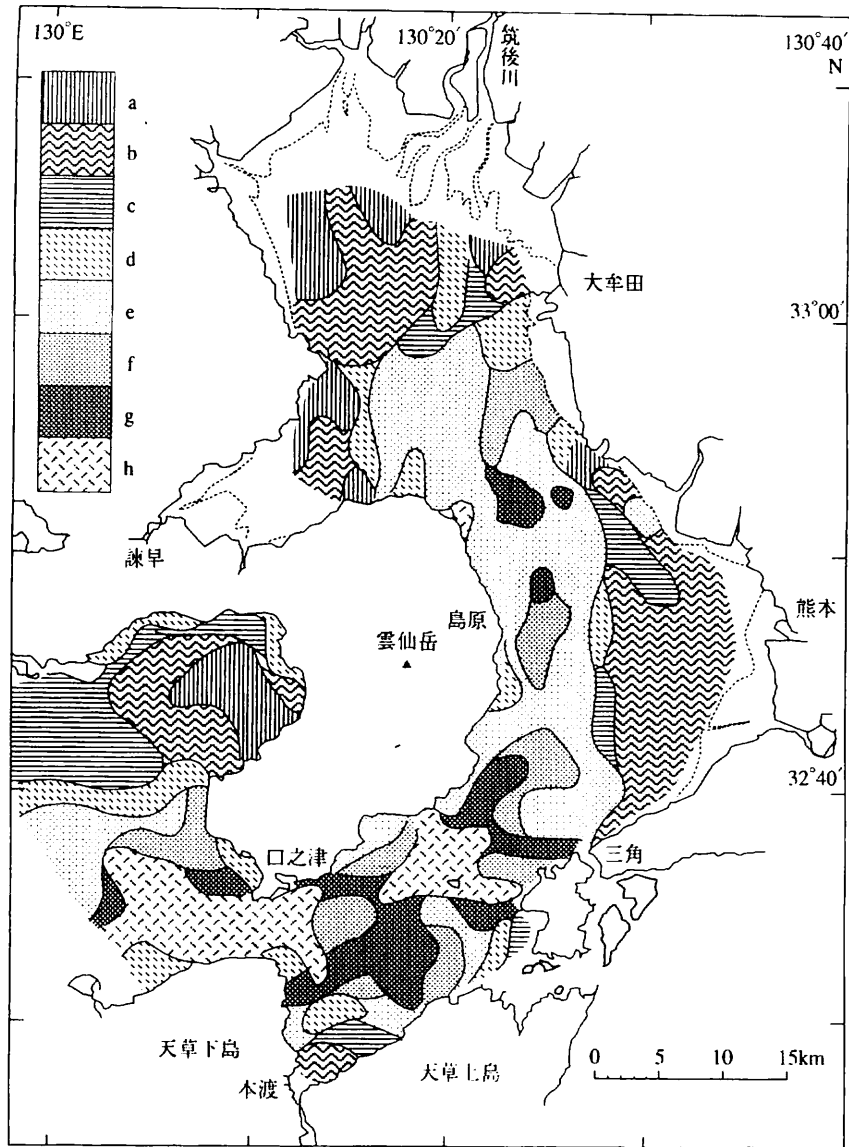 130°E
130°20′
130°40′
N
筑後川
a
b
c
d
e
f
g
h
大牟田
33°00′
諫早
島原
雲仙岳
熊本
32°40′
口之津
三角
天草下島
本渡
天草上島
0 5 10 15km